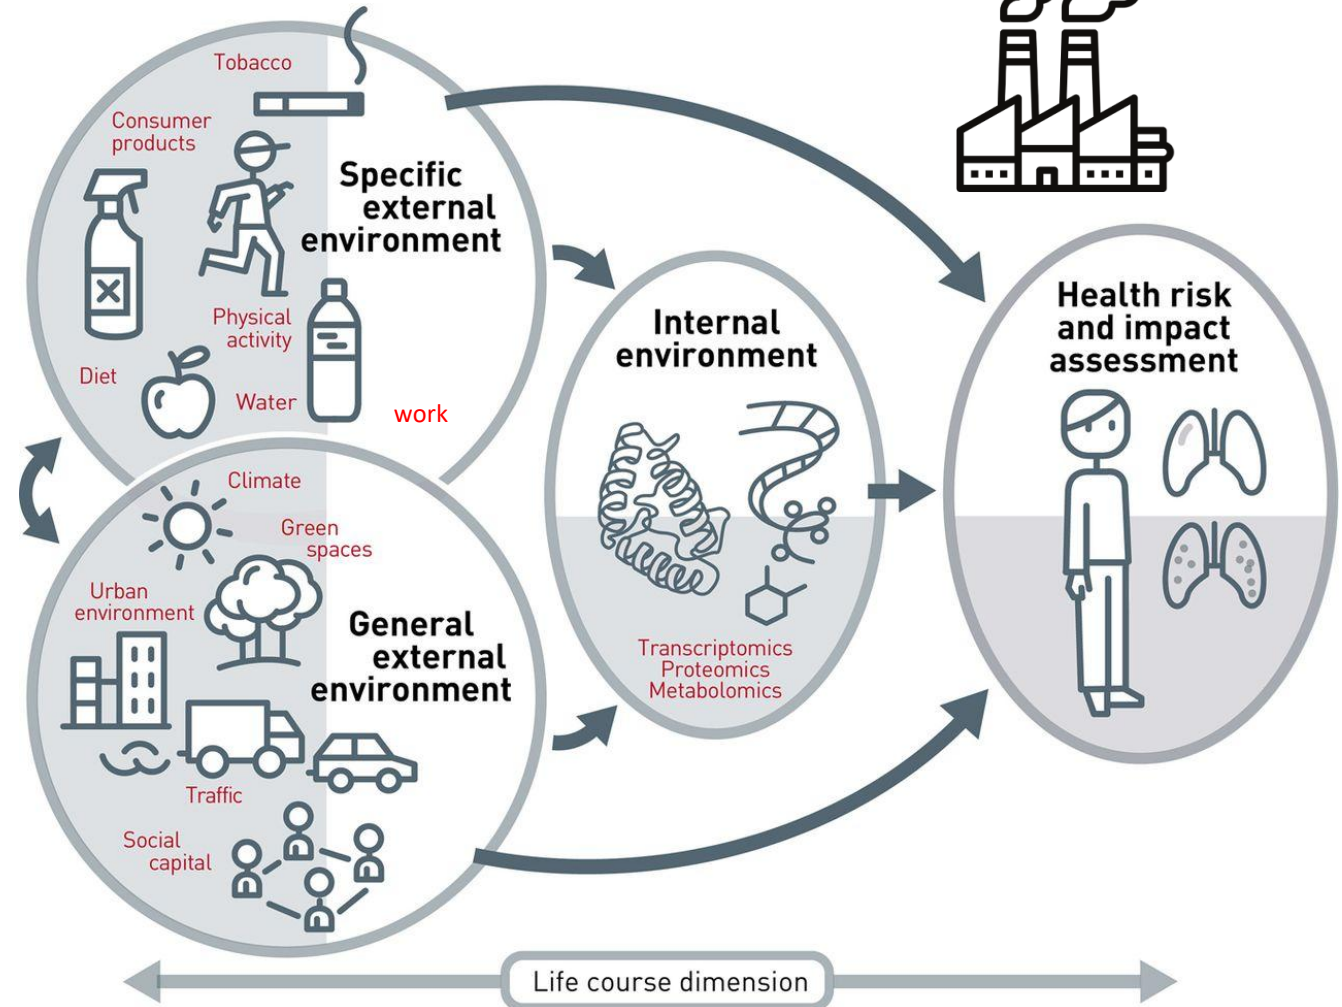 Tobacco
Consumer
products
Specific
external
environment
Physical
activity
Diet
Water
work
Climate
Green
spaces
Urban
environment
General
external
environment
Traffic
Social
capital
Internal
environment
Transcriptomics
Proteomics
Metabolomics
Health risk
and impact
assessment
Life course dimension